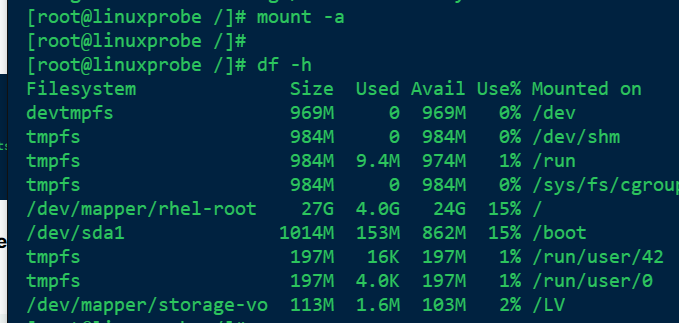 [root@linuxprobe /]# mount -a
[root@linuxprobe /]#
[root@linuxprobe /]# df -h
Filesystem Size Used Avail Use% Mounted on
devtmpfs 969M 0 969M 0% /dev
tmpfs 984M 0 984M 0% /dev/shm
tmpfs 984M 9.4M 974M 1% /run
tmpfs 984M 0 984M 0% /sys/fs/cgroup
/dev/mapper/rhel-root 27G 4.0G 24G 15% /
/dev/sda1 1014M 153M 862M 15% /boot
tmpfs 197M 16K 197M 1% /run/user/42
tmpfs 197M 4.0K 197M 1% /run/user/0
/dev/mapper/storage-vo 113M 1.6M 103M 2% /LV
[root@linuxprobe /]#